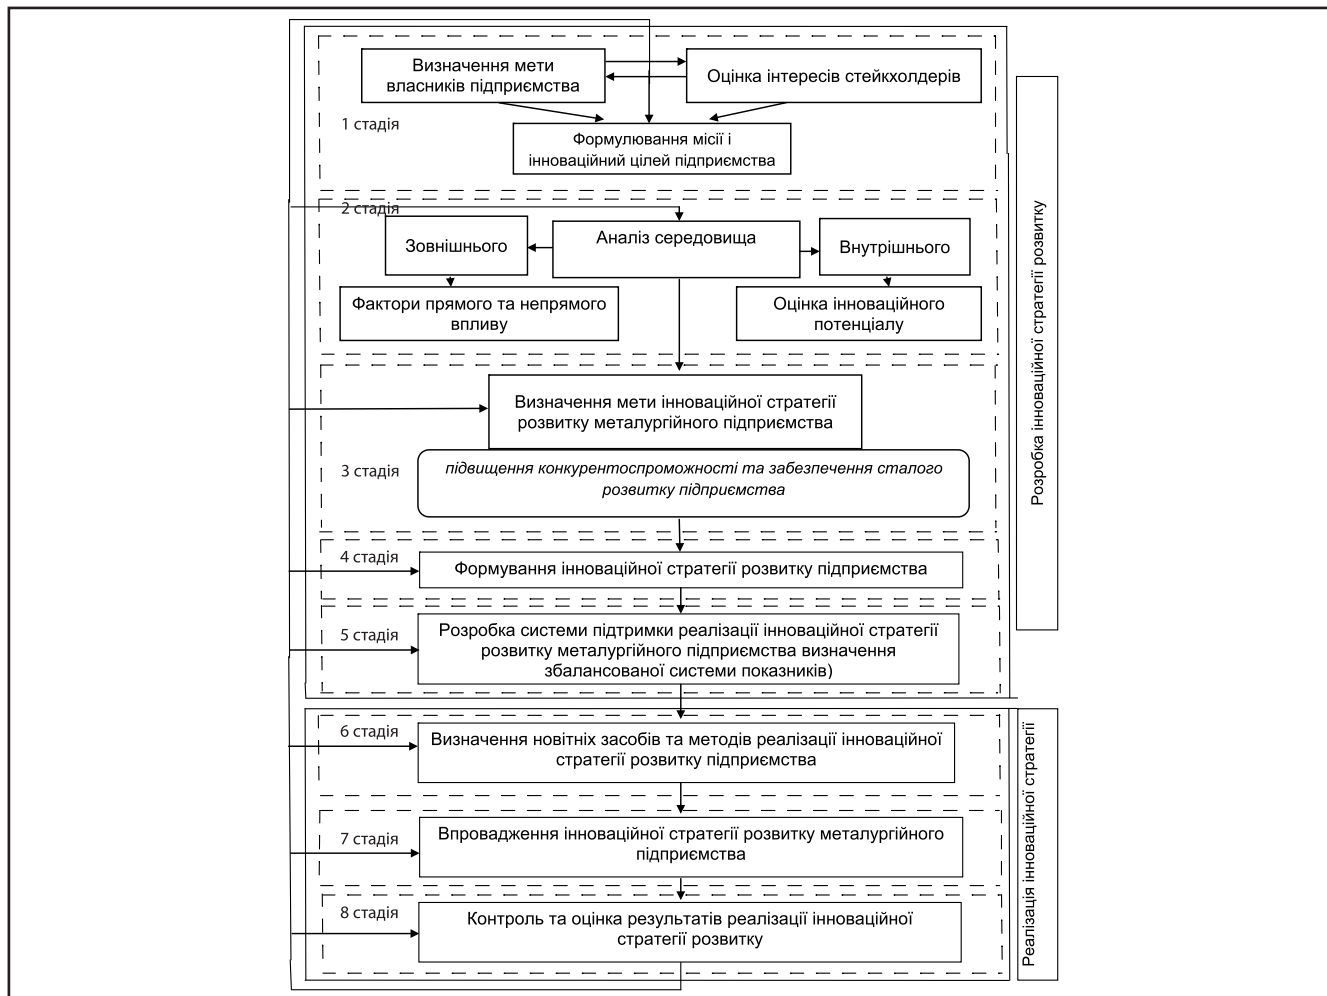 Визначення мети
власників підприємства
Оцінка інтересів стейкхолдерів
1 стадія
Формулювання місії і
інноваційний цілей підприємства
2 стадія
Аналіз середовища
Зовнішнього
Внутрішнього
Фактори прямого та непрямого
впливу
Оцінка інноваційного
потенціалу
Визначення мети інноваційної стратегії
розвитку металургійного підприємства
3 стадія
підвищення конкурентоспроможності та забезпечення сталого
розвитку підприємства
4 стадія
Формування інноваційної стратегії розвитку підприємства
5 стадія
Розробка системи підтримки реалізації інноваційної стратегії
розвитку металургійного підприємства визначення
збалансованої системи показників)
Розробка інноваційної стратегії розвитку
6 стадія
Визначення новітніх засобів та методів реалізації інноваційної
стратегії розвитку підприємства
7 стадія
Впровадження інноваційної стратегії розвитку металургійного
підприємства
8 стадія
Контроль та оцінка результатів реалізації інноваційної
стратегії розвитку
Реалізація інноваційної стратегії